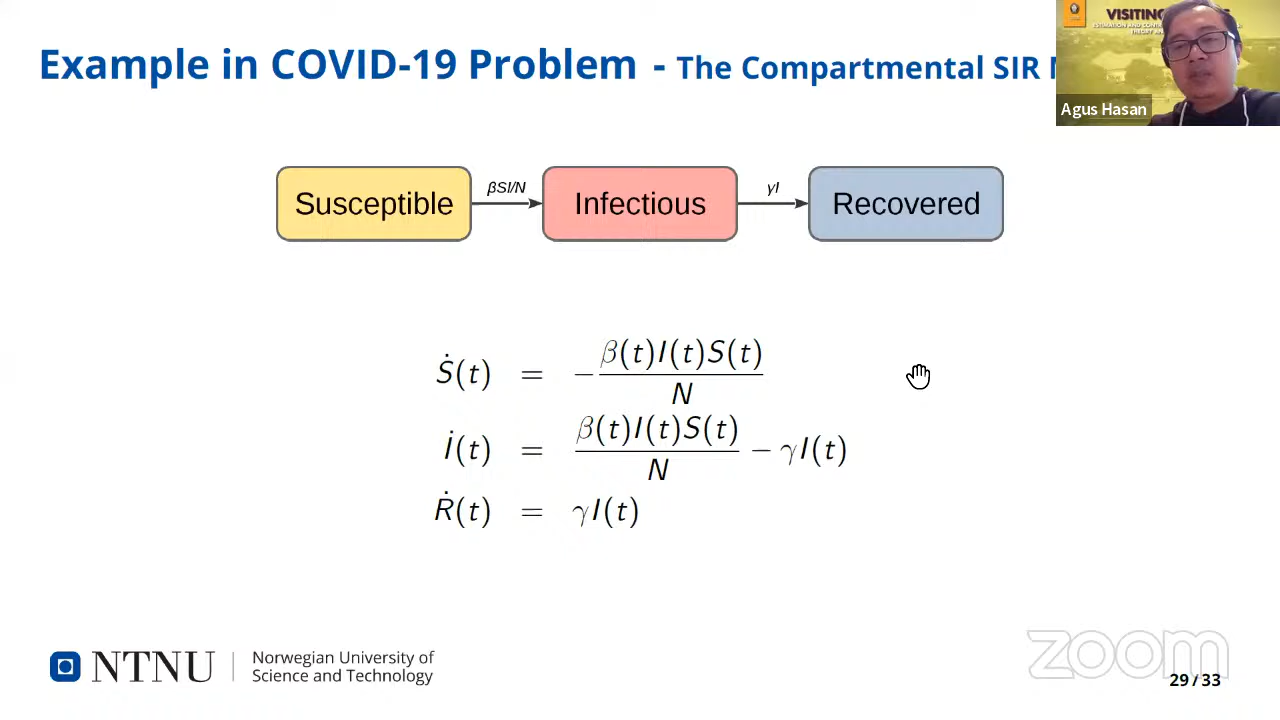 Example in COVID-19 Problem - The Compartmental SIR
VISITING
Agus Hasan
Susceptible
βSI/N
Infectious
γI
Recovered
Ṡ(t) = −β(t)I(t)S(t)/N
İ(t) = β(t)I(t)S(t)/N − γI(t)
Ṙ(t) = γI(t)
NTNU
Norwegian University of
Science and Technology
zoom
29 / 33